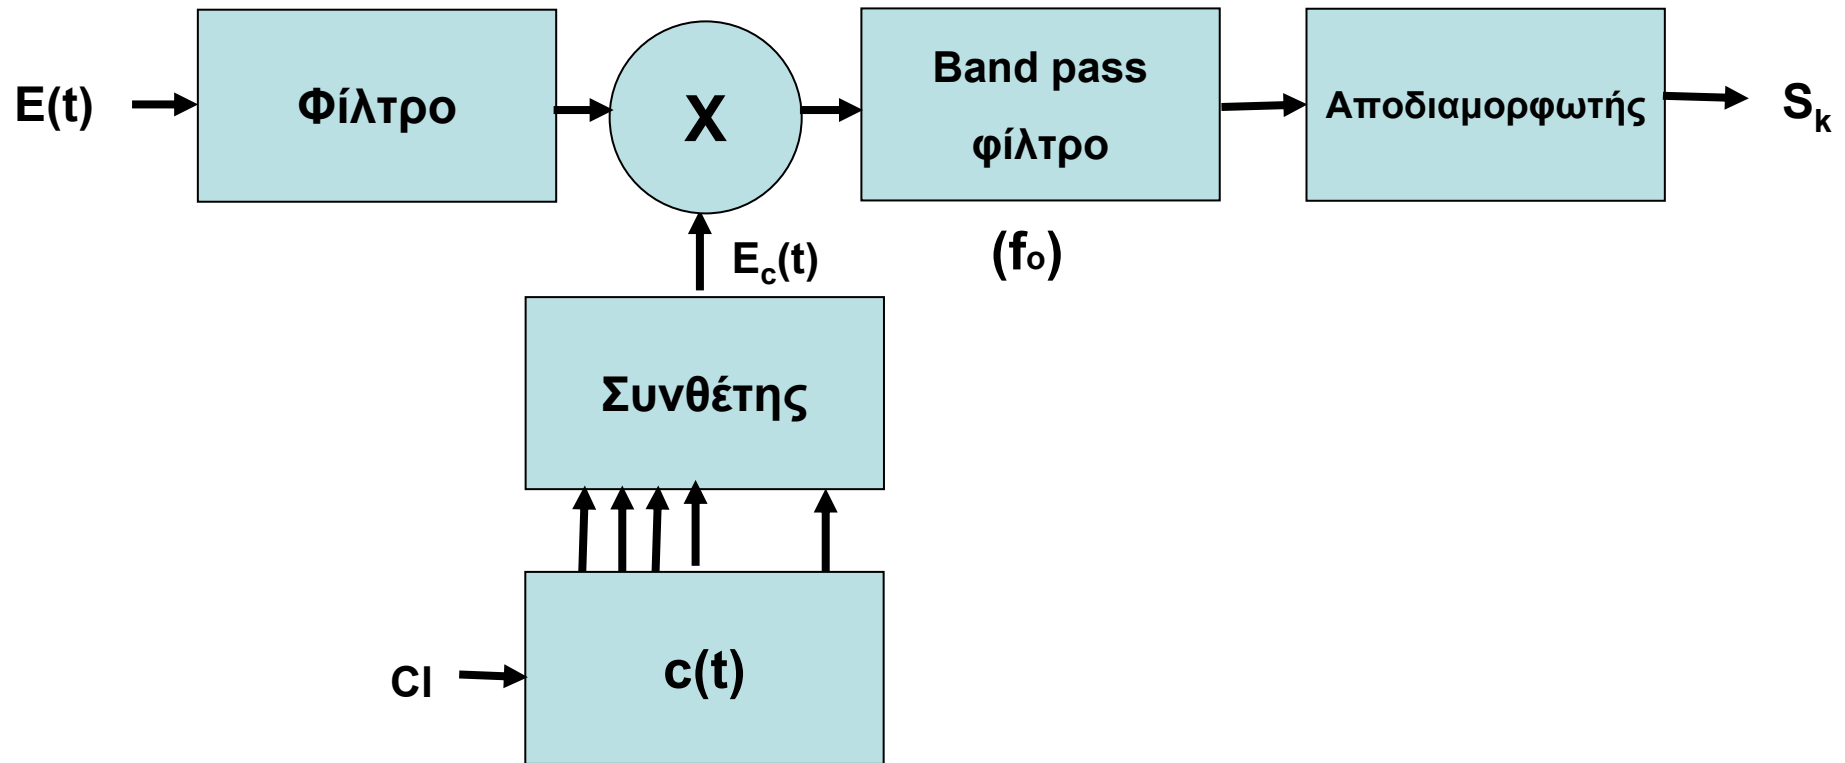 E(t)
Φίλτρο
X
Band pass
φίλτρο
Αποδιαμορφωτής
Sk
Ec(t)
(fo)
Συνθέτης
Cl
c(t)